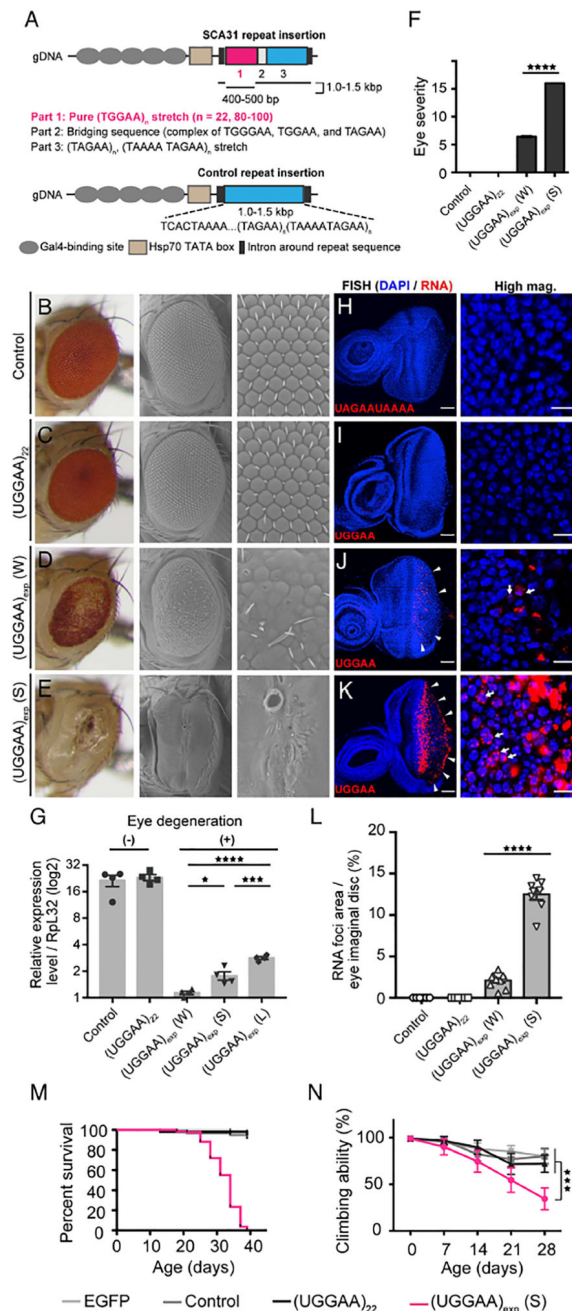 A
SCA31 repeat insertion
gDNA
1 2 3
400-500 bp
1.0-1.5 kbp
Part 1: Pure (TGGAA)n stretch (n = 22, 80-100)
Part 2: Bridging sequence (complex of TGGGAA, TGGAA, and TAGAA)
Part 3: (TAGAA)n, (TAAAA TAGAA)n stretch
Control repeat insertion
gDNA
1.0-1.5 kbp
TCACTAAAA...(TAGAA)n(TAAAATAGAA)n
Gal4-binding site Hsp70 TATA box Intron around repeat sequence
F
Eye severity
15
10
5
0
****
Control
(UGGAA)22
(UGGAA)exp (W)
(UGGAA)exp (S)
FISH (DAPI / RNA) High mag.
B
Control
H
UAGAAUAAAA
C
(UGGAA)22
I
UGGAA
D
(UGGAA)exp (W)
J
UGGAA
E
(UGGAA)exp (S)
K
UGGAA
G
Eye degeneration
(-) (+)
****
* ***
Relative expression
level / RpL32 (log2)
32
16
8
4
2
1
Control
(UGGAA)22
(UGGAA)exp (W)
(UGGAA)exp (S)
(UGGAA)exp (L)
L
RNA foci area /
eye imaginal disc (%)
20
15
10
5
0
****
Control
(UGGAA)22
(UGGAA)exp (W)
(UGGAA)exp (S)
M
Percent survival
100
80
60
40
20
0
0 10 20 30 40
Age (days)
N
Climbing ability (%)
100
50
0 7 14 21 28
Age (days)
***
EGFP Control (UGGAA)22 (UGGAA)exp (S)